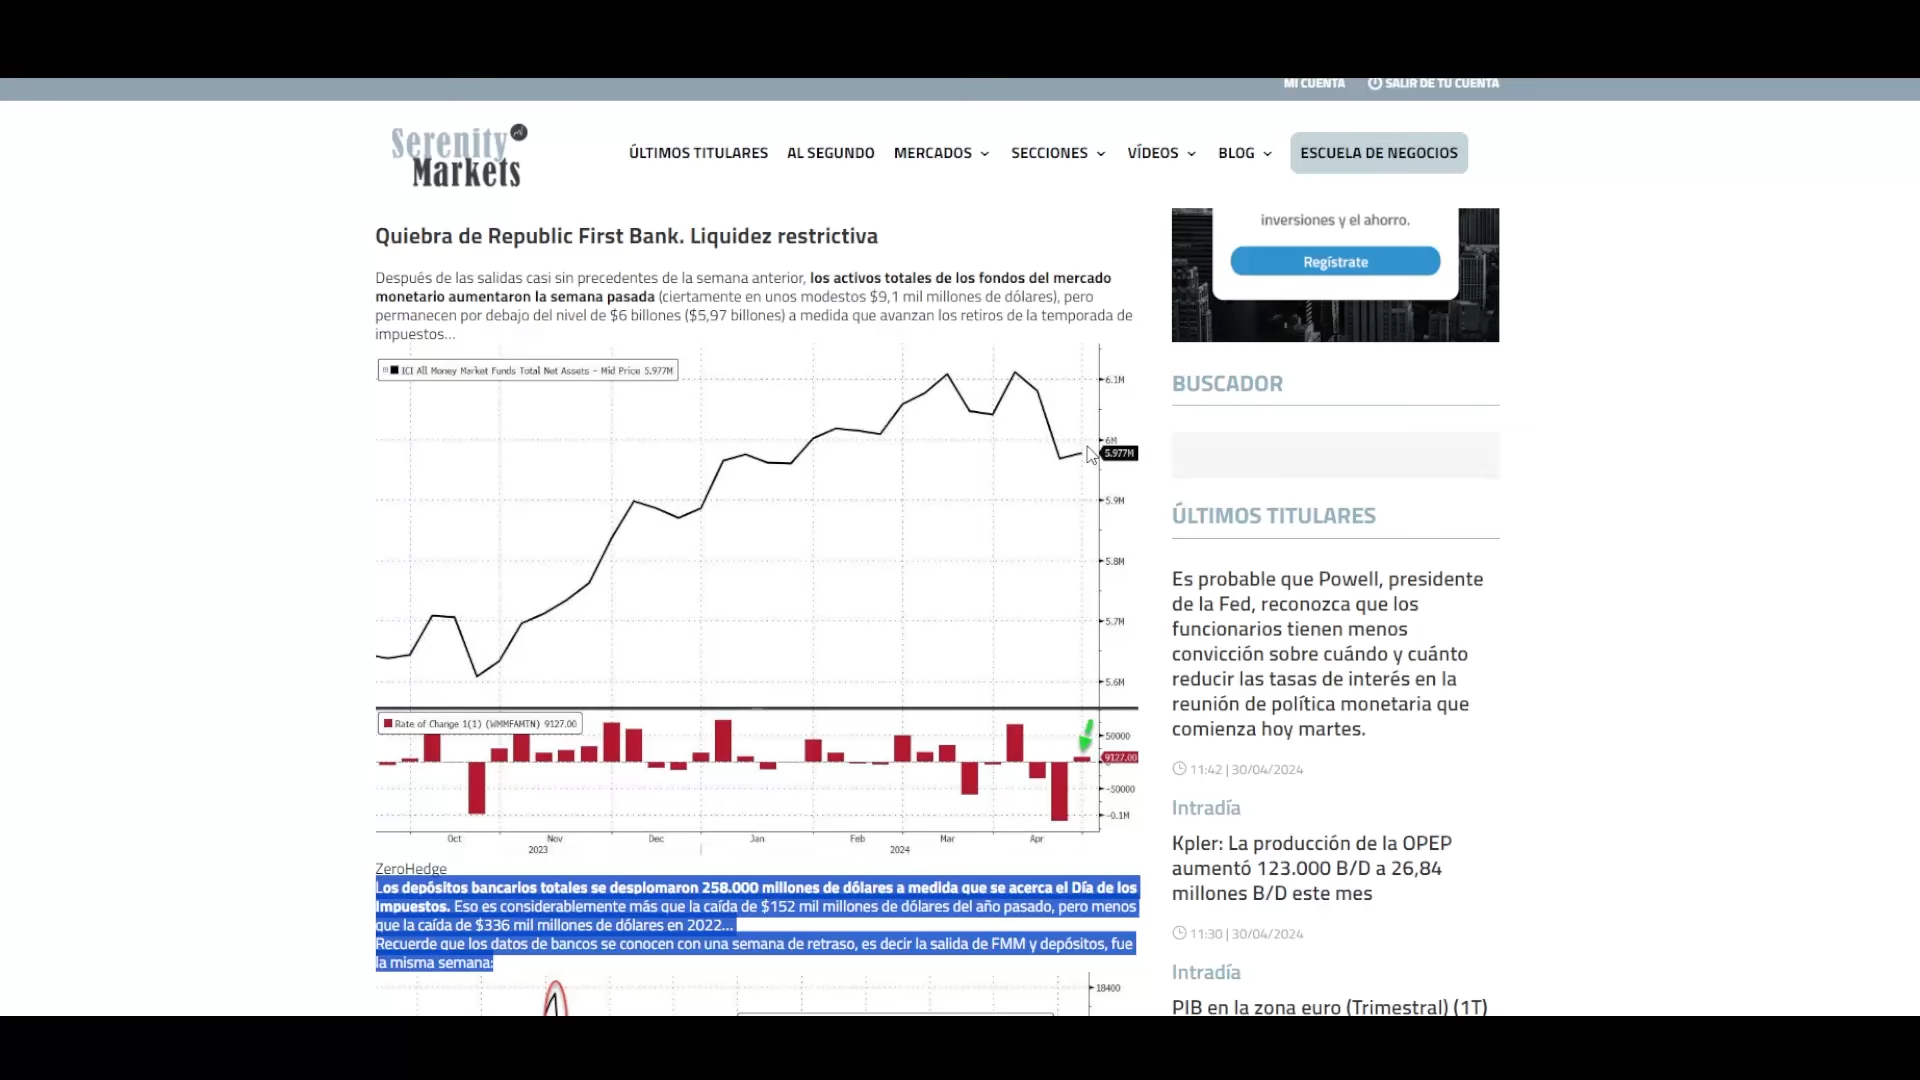 MI CUENTA
SALIR DE TU CUENTA
Serenity
Markets
ÚLTIMOS TITULARES
AL SEGUNDO
MERCADOS
SECCIONES
VÍDEOS
BLOG
ESCUELA DE NEGOCIOS
Quiebra de Republic First Bank. Liquidez restrictiva
Después de las salidas casi sin precedentes de la semana anterior, los activos totales de los fondos del mercado
monetario aumentaron la semana pasada (ciertamente en unos modestos $9,1 mil millones de dólares), pero
permanecen por debajo del nivel de $6 billones ($5,97 billones) a medida que avanzan los retiros de la temporada de
impuestos...
ICI All Money Market Funds Total Net Assets - Mid Price 5.977M
6.1M
6M
5.977M
5.9M
5.8M
5.7M
5.6M
Rate of Change 1(1) (WMMFAMTN) 9127.00
50000
9127.00
0
-50000
-0.1M
Oct
Nov
Dec
Jan
Feb
Mar
Apr
2023
2024
ZeroHedge
Los depósitos bancarios totales se desplomaron 258.000 millones de dólares a medida que se acerca el Día de los
Impuestos. Eso es considerablemente más que la caída de $152 mil millones de dólares del año pasado, pero menos
que la caída de $336 mil millones de dólares en 2022...
Recuerde que los datos de bancos se conocen con una semana de retraso, es decir la salida de FMM y depósitos, fue
la misma semana:
18400
inversiones y el ahorro.
Regístrate
BUSCADOR
ÚLTIMOS TITULARES
Es probable que Powell, presidente
de la Fed, reconozca que los
funcionarios tienen menos
convicción sobre cuándo y cuánto
reducir las tasas de interés en la
reunión de política monetaria que
comienza hoy martes.
11:42 | 30/04/2024
Intradía
Kpler: La producción de la OPEP
aumentó 123.000 B/D a 26,84
millones B/D este mes
11:30 | 30/04/2024
Intradía
PIB en la zona euro (Trimestral) (1T)